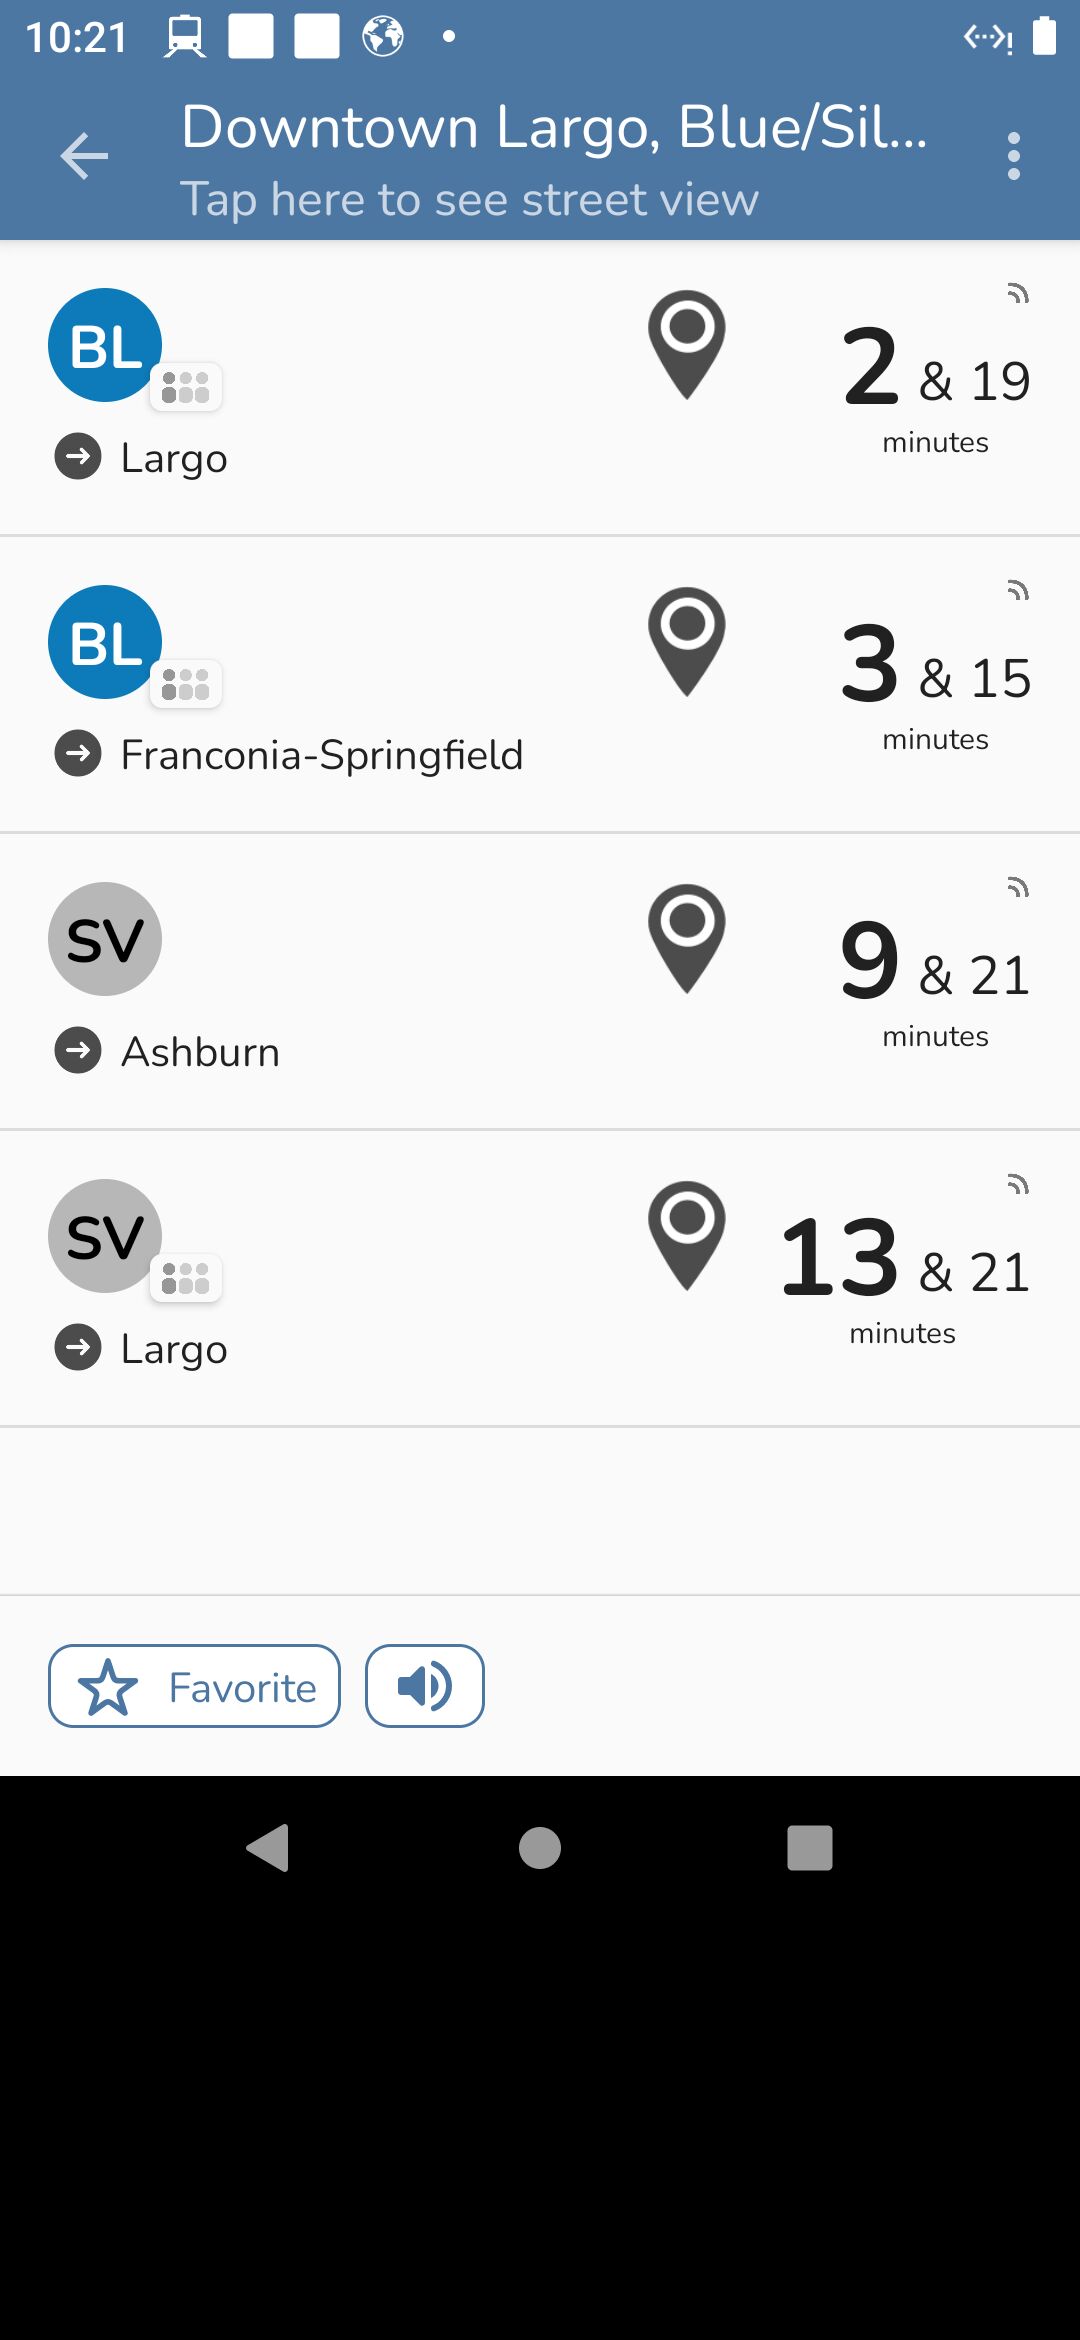 10:21
Downtown Largo, Blue/Sil...
Tap here to see street view
BL
2 & 19
minutes
Largo
BL
3 & 15
minutes
Franconia-Springfield
SV
9 & 21
minutes
Ashburn
SV
13 & 21
minutes
Largo
Favorite